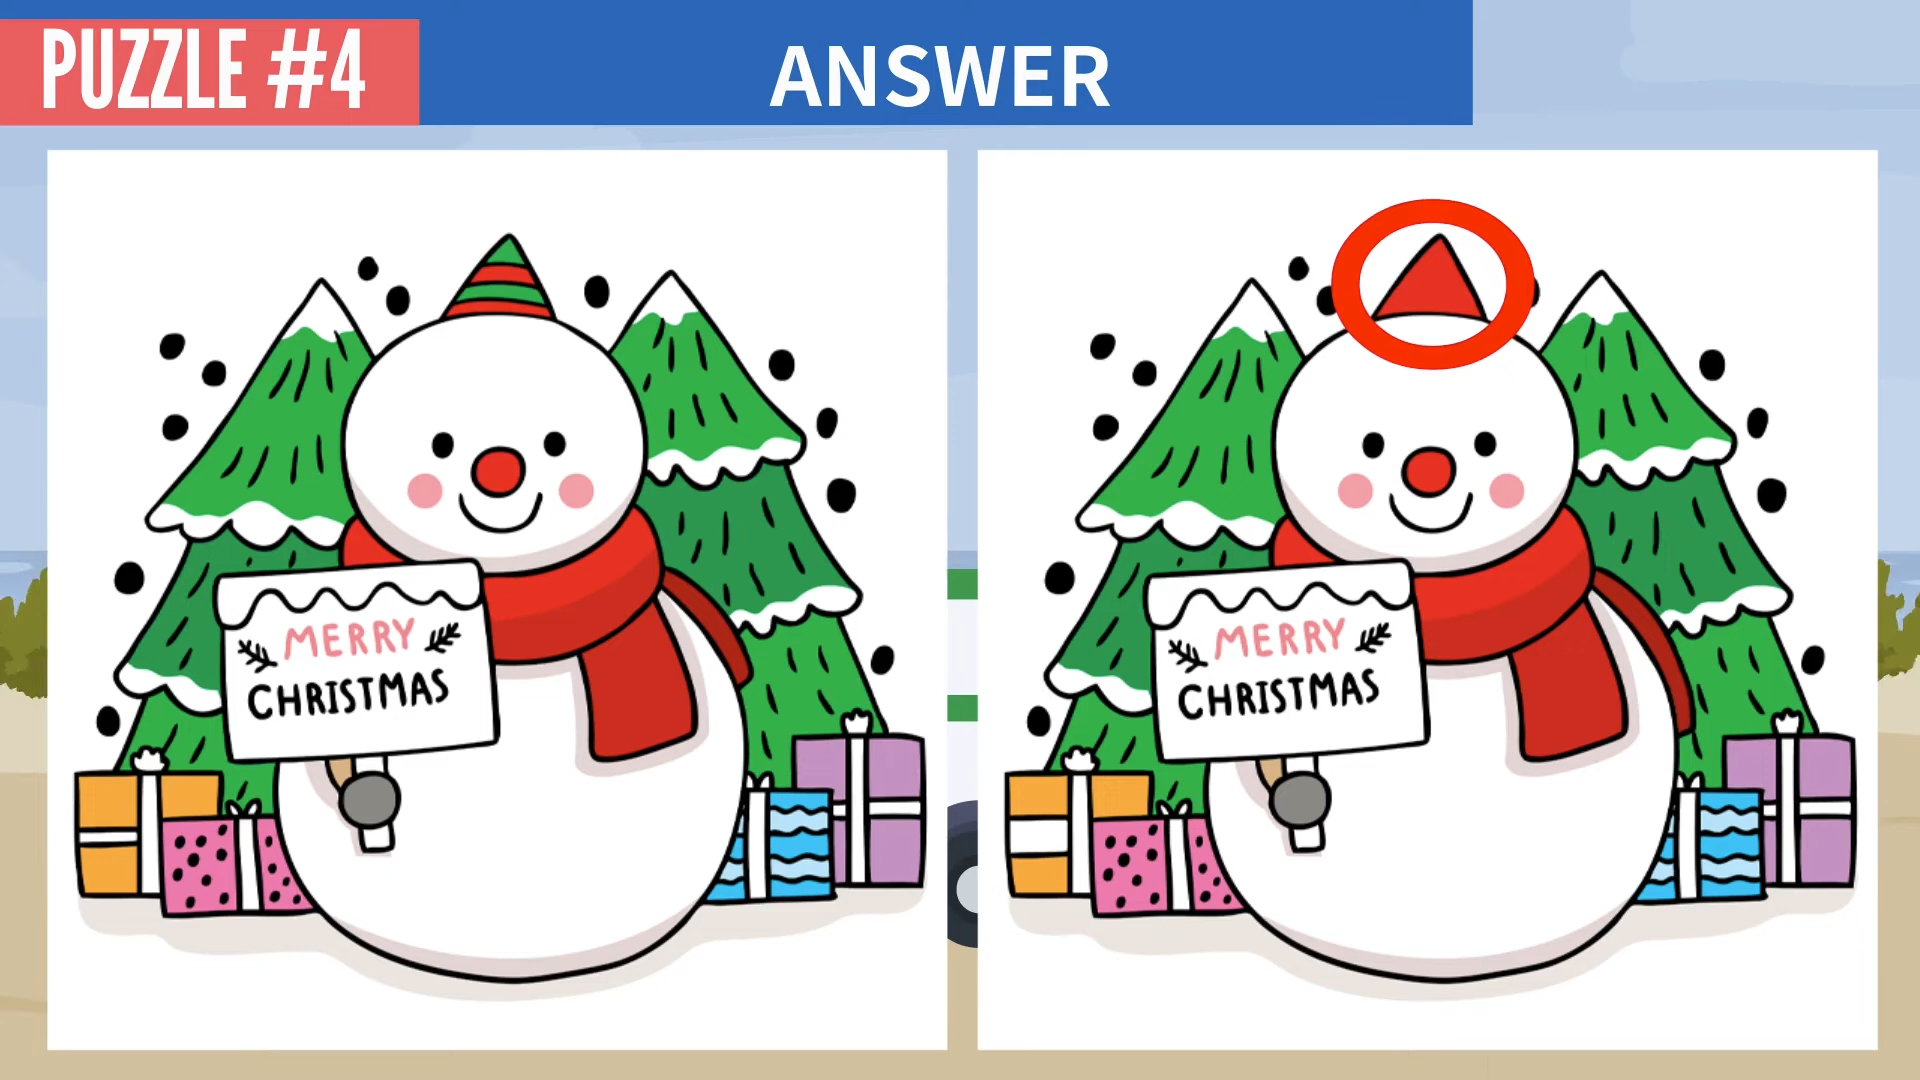 PUZZLE #4
ANSWER
MERRY
CHRISTMAS
MERRY
CHRISTMAS